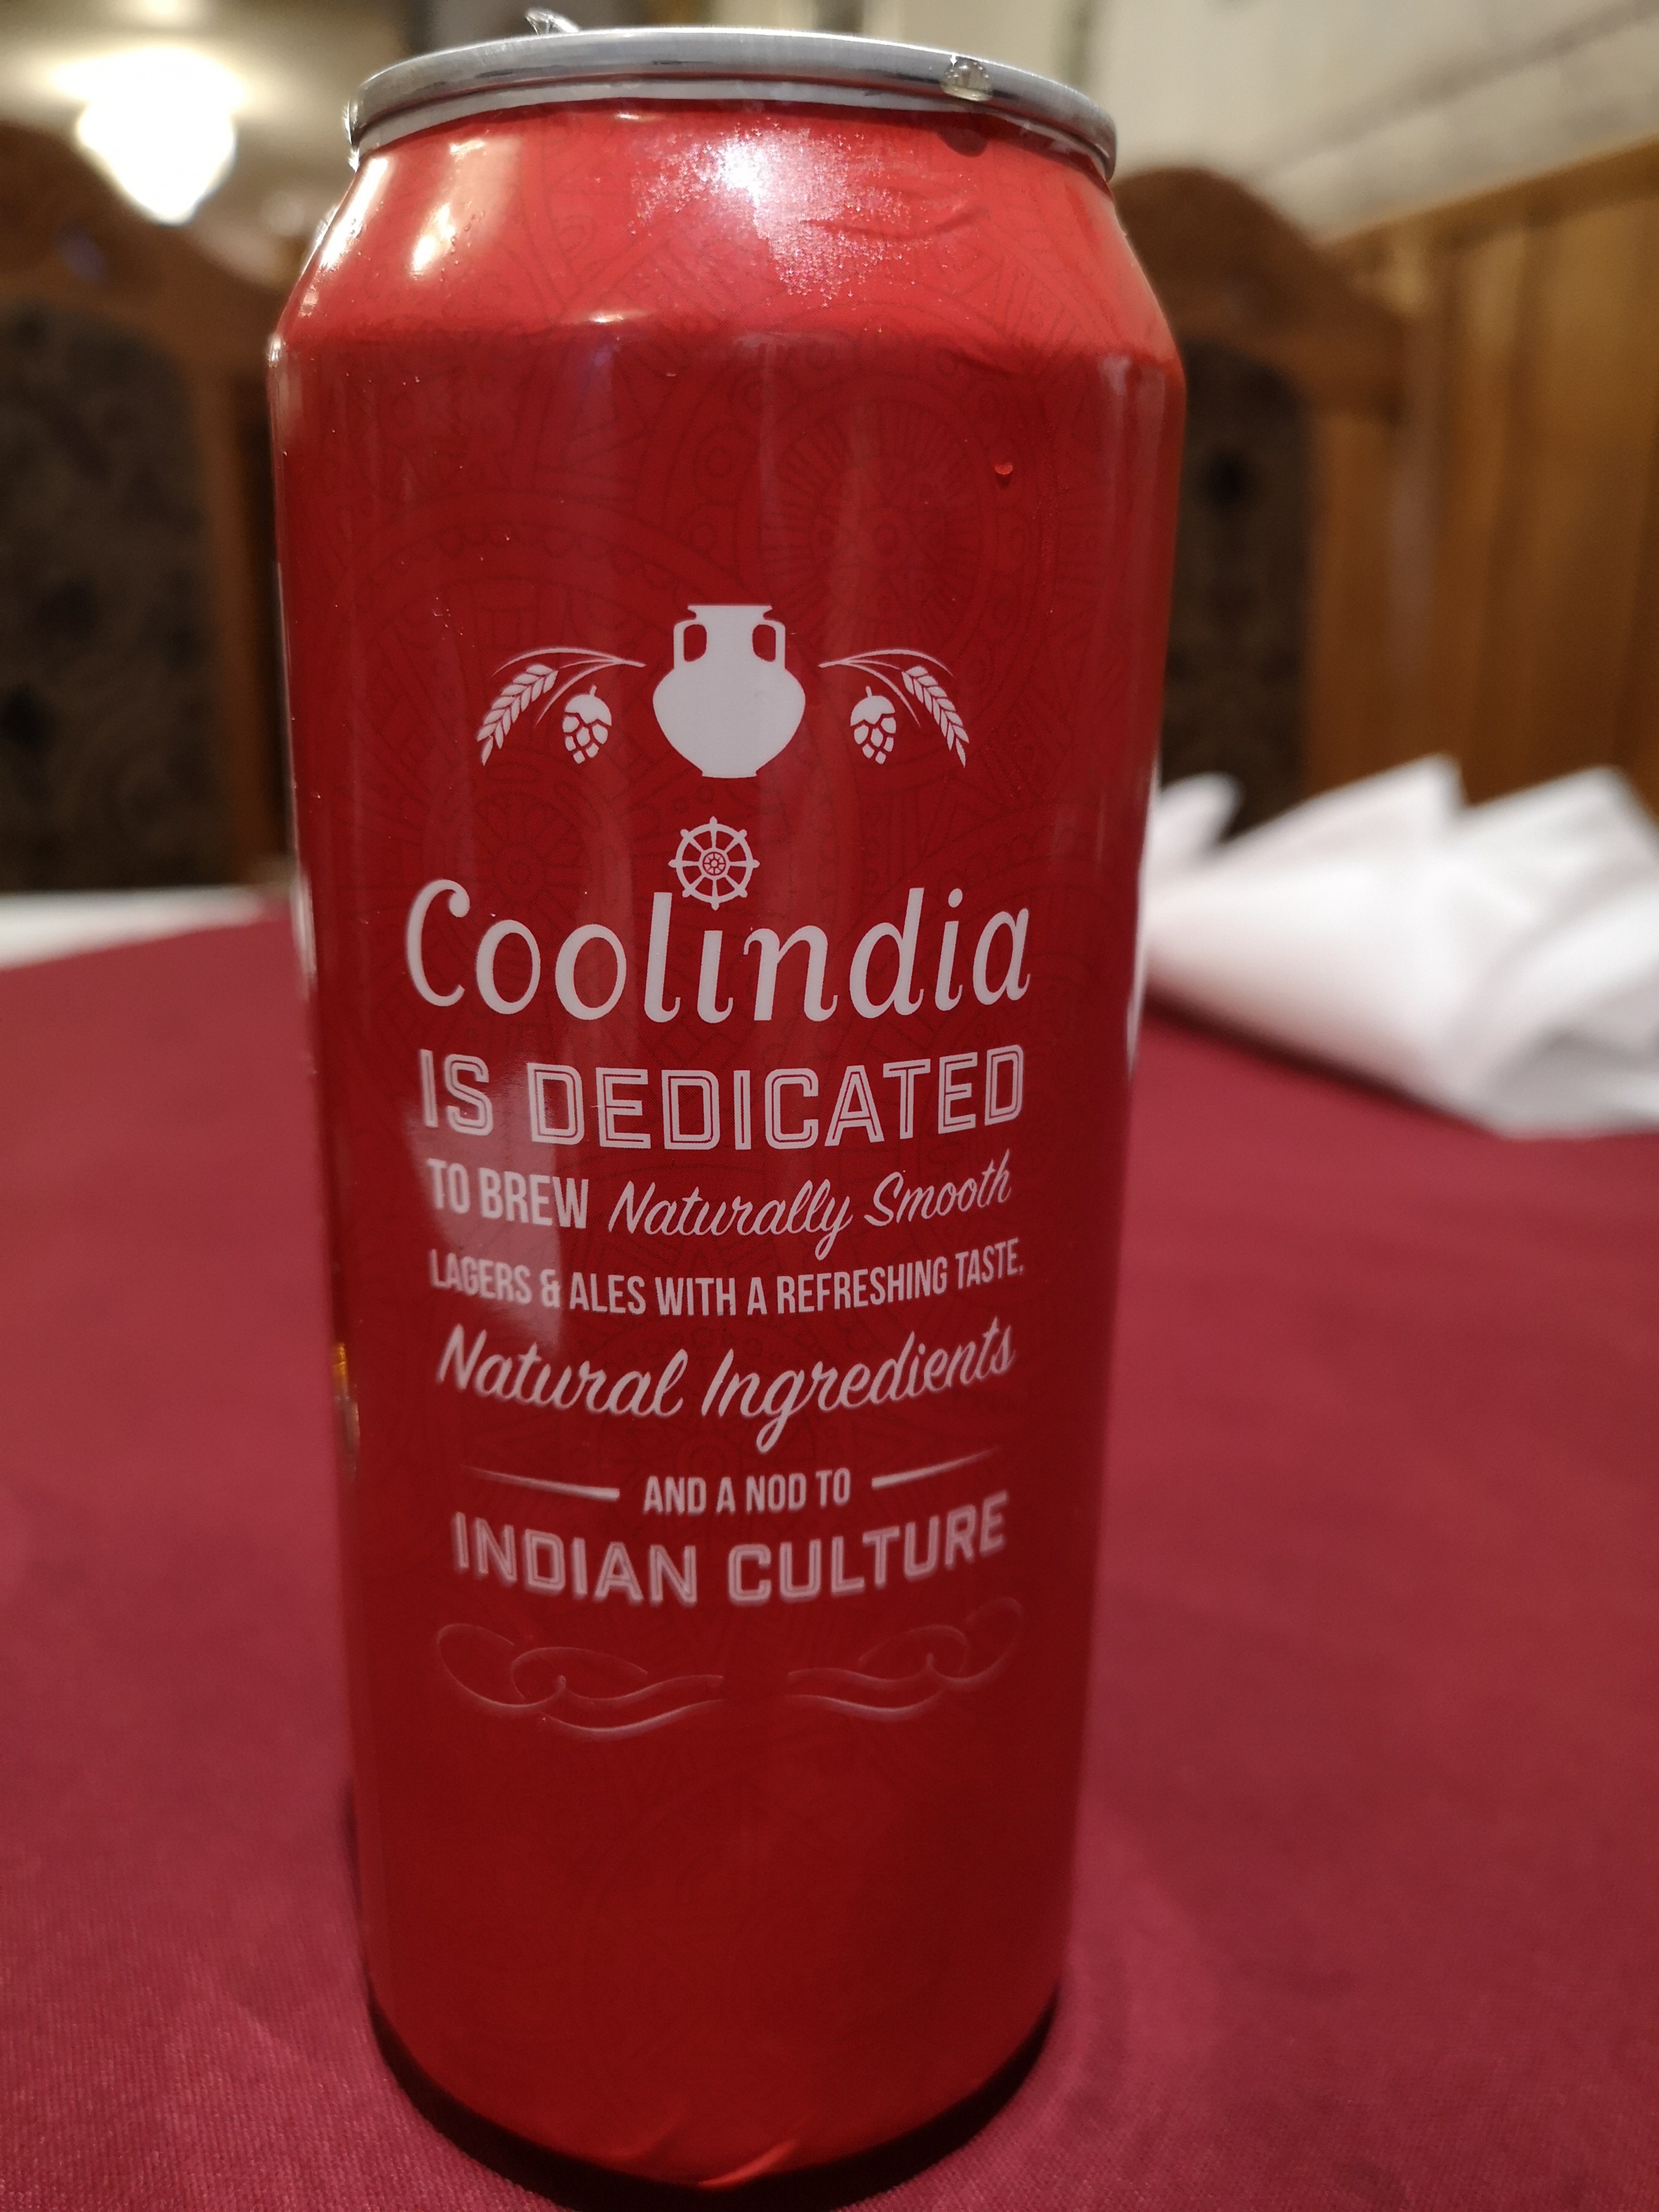 Coolindia
IS DEDICATED
TO BREW Naturally Smooth
LAGERS & ALES WITH A REFRESHING TASTE.
Natural Ingredients
AND A NOD TO
INDIAN CULTURE